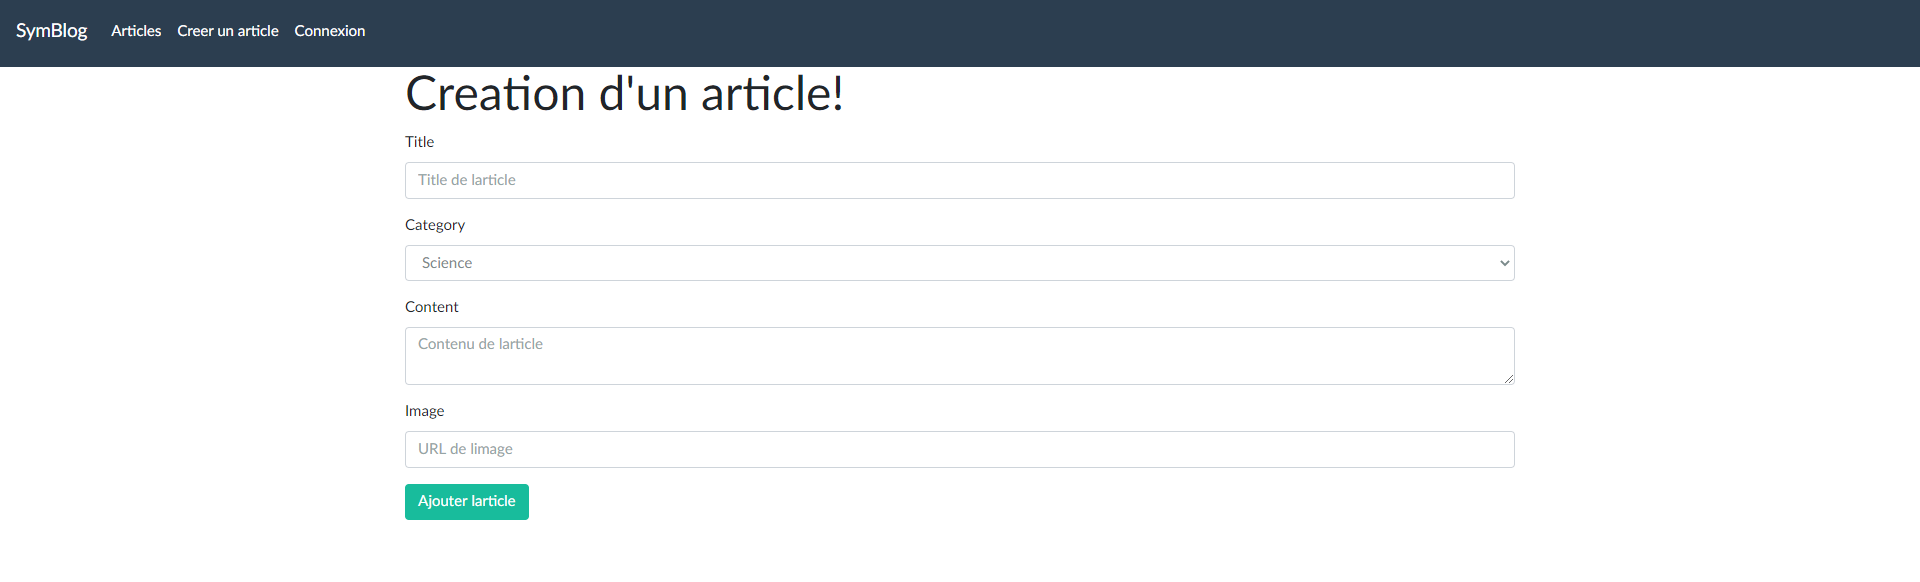 SymBlog Articles Creer un article Connexion
Creation d'un article!
Title
Title de larticle
Category
Science
Content
Contenu de larticle
Image
URL de limage
Ajouter larticle